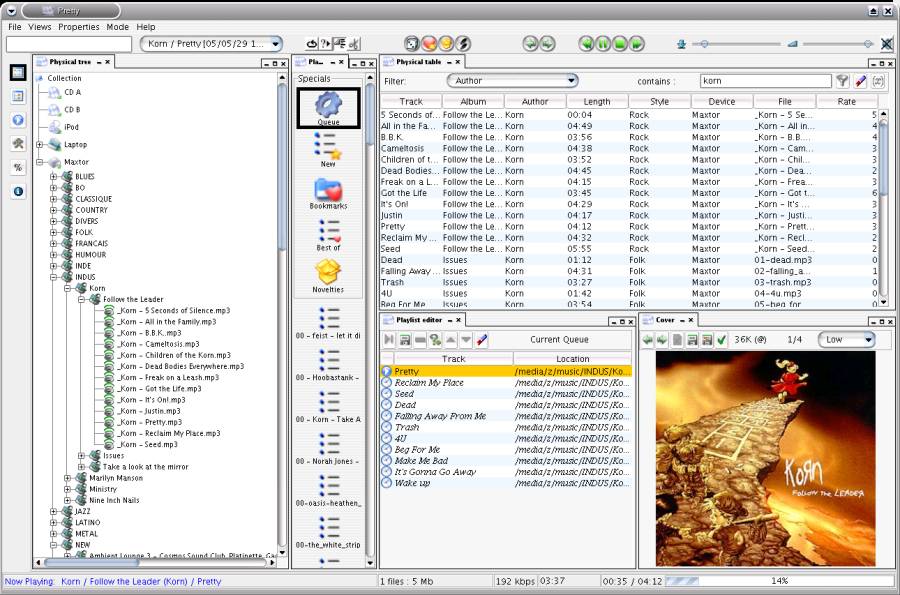 Pretty
File Views Properties Mode Help
Korn / Pretty [05/05/29 1...
Physical tree
Collection
CD A
CD B
iPod
Laptop
Maxtor
BLUES
BO
CLASSIQUE
COUNTRY
DIVERS
FOLK
FRANCAIS
HUMOUR
INDE
INDUS
Korn
Follow the Leader
_Korn - 5 Seconds of Silence.mp3
_Korn - All in the Family.mp3
_Korn - B.B.K..mp3
_Korn - Cameltosis.mp3
_Korn - Children of the Korn.mp3
_Korn - Dead Bodies Everywhere.mp3
_Korn - Freak on a Leash.mp3
_Korn - Got the Life.mp3
_Korn - It's On!.mp3
_Korn - Justin.mp3
_Korn - Pretty.mp3
_Korn - Reclaim My Place.mp3
_Korn - Seed.mp3
Issues
Take a look at the mirror
Marilyn Manson
Ministry
Nine Inch Nails
JAZZ
LATINO
METAL
NEW
Ambient Lounge 3 - Cosmos Sound Club, Platinette, Ga
Pla...
Specials
Queue
New
Bookmarks
Best of
Novelties
00 - feist - let it di
00 - Hoobastank -
00 - Korn - Take A
00 - Norah Jones -
00-oasis-heathen_
00-the_white_strip
Physical table
Filter: Author contains : korn
Track Album Author Length Style Device File Rate
5 Seconds of... Follow the Le... Korn 00:04 Rock Maxtor _Korn - 5 Se... 5
All in the Fa... Follow the Le... Korn 04:49 Rock Maxtor _Korn - All in... 4
B.B.K. Follow the Le... Korn 03:56 Rock Maxtor _Korn - B.B.... 4
Cameltosis Follow the Le... Korn 04:38 Rock Maxtor _Korn - Cam... 3
Children of t... Follow the Le... Korn 03:52 Rock Maxtor _Korn - Chil... 3
Dead Bodies... Follow the Le... Korn 04:45 Rock Maxtor _Korn - Dea... 2
Freak on a L... Follow the Le... Korn 04:15 Rock Maxtor _Korn - Frea... 3
Got the Life Follow the Le... Korn 03:45 Rock Maxtor _Korn - Got t... 6
It's On! Follow the Le... Korn 04:29 Rock Maxtor _Korn - It's ... 3
Justin Follow the Le... Korn 04:17 Rock Maxtor _Korn - Justi... 3
Pretty Follow the Le... Korn 04:12 Rock Maxtor _Korn - Prett... 3
Reclaim My ... Follow the Le... Korn 04:32 Rock Maxtor _Korn - Recl... 2
Seed Follow the Le... Korn 05:55 Rock Maxtor _Korn - Seed... 2
Dead Issues Korn 01:12 Folk Maxtor 01-dead.mp3 0
Falling Away ... Issues Korn 04:31 Folk Maxtor 02-falling_a... 1
Trash Issues Korn 03:27 Folk Maxtor 03-trash.mp3 0
4U Issues Korn 01:42 Folk Maxtor 04-4u.mp3 0
Beg For Me Issues Korn 03:54 Folk Maxtor 05-beg_for_ 0
Playlist editor
Current Queue
Track Location
Pretty /media/z/music/INDUS/Ko...
Reclaim My Place /media/z/music/INDUS/Ko...
Seed /media/z/music/INDUS/Ko...
Dead /media/z/music/INDUS/Ko...
Falling Away From Me /media/z/music/INDUS/Ko...
Trash /media/z/music/INDUS/Ko...
4U /media/z/music/INDUS/Ko...
Beg For Me /media/z/music/INDUS/Ko...
Make Me Bad /media/z/music/INDUS/Ko...
It's Gonna Go Away /media/z/music/INDUS/Ko...
Wake up /media/z/music/INDUS/Ko...
Cover
36K (@) 1/4 Low
KoRn
Follow the LEADER
Now Playing: Korn / Follow the Leader (Korn) / Pretty
1 files : 5 Mb
192 kbps 03:37
00:35 / 04:12
14%